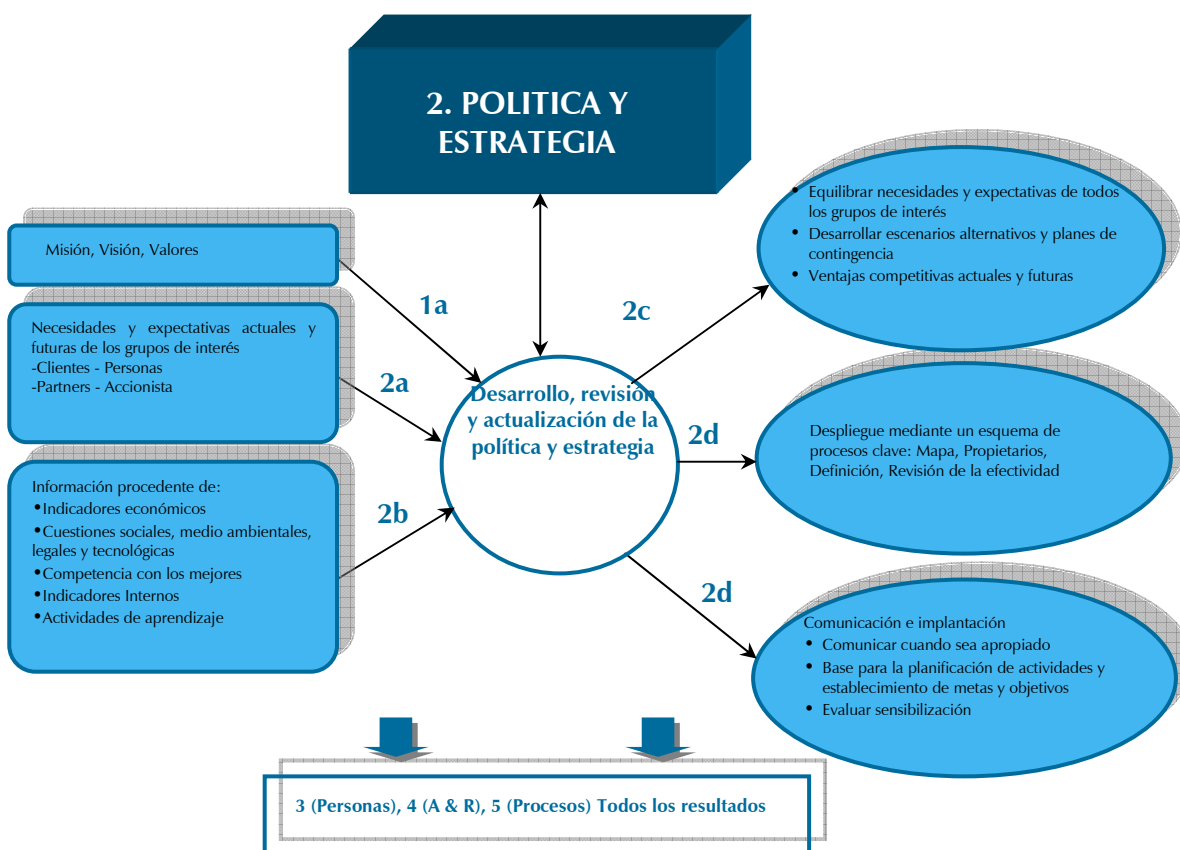 2. POLITICA Y
ESTRATEGIA
Misión, Visión, Valores
1a
Necesidades y expectativas actuales y
futuras de los grupos de interés
-Clientes - Personas
-Partners - Accionista
2a
Información procedente de:
•Indicadores económicos
•Cuestiones sociales, medio ambientales,
legales y tecnológicas
•Competencia con los mejores
•Indicadores Internos
•Actividades de aprendizaje
2b
Desarrollo, revisión
y actualización de la
política y estrategia
2c
• Equilibrar necesidades y expectativas de todos
los grupos de interés
• Desarrollar escenarios alternativos y planes de
contingencia
• Ventajas competitivas actuales y futuras
2d
Despliegue mediante un esquema de
procesos clave: Mapa, Propietarios,
Definición, Revisión de la efectividad
2d
Comunicación e implantación
• Comunicar cuando sea apropiado
• Base para la planificación de actividades y
establecimiento de metas y objetivos
• Evaluar sensibilización
3 (Personas), 4 (A & R), 5 (Procesos) Todos los resultados